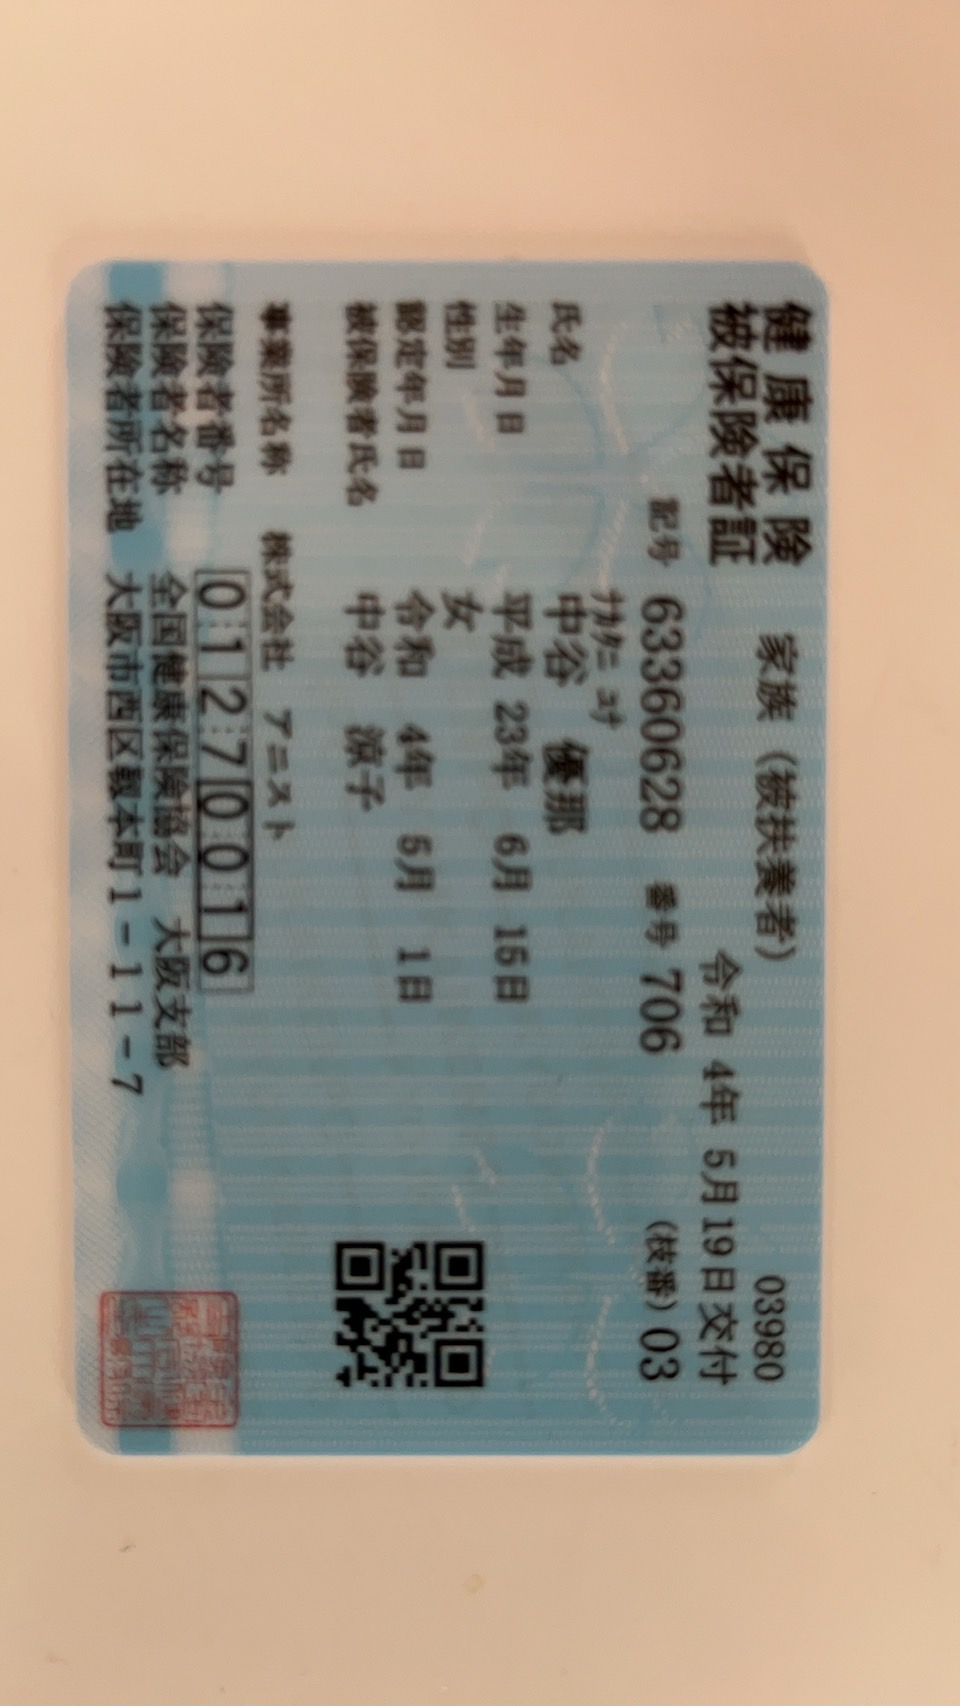 健康保険 家族（被扶養者） 03980
被保険者証 令和 4年 5月19日交付
記号 63360628 番号 706 (枝番) 03
ﾅｶﾀﾆ ﾕﾅ
氏名 中谷 優那
生年月日 平成 23年 6月 15日
性別 女
認定年月日 令和 4年 5月 1日
被保険者氏名 中谷 涼子
事業所名称 株式会社 アニスト
保険者番号 01270016
保険者名称 全国健康保険協会 大阪支部
保険者所在地 大阪市西区靱本町1-11-7